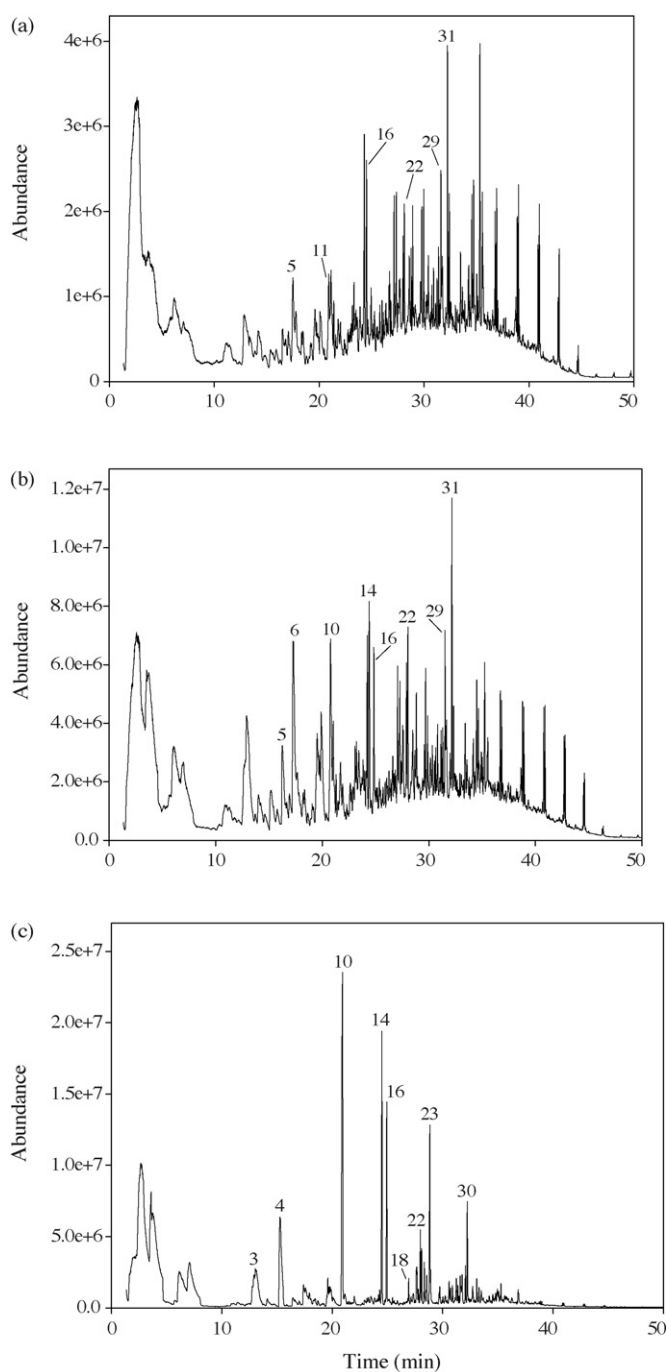 (a)
4e+6
3e+6
2e+6
1e+6
0
Abundance
5
11
16
22
29
31
0
10
20
30
40
50
(b)
1.2e+7
1.0e+7
8.0e+6
6.0e+6
4.0e+6
2.0e+6
0.0
Abundance
5
6
10
14
16
22
29
31
0
10
20
30
40
50
(c)
2.5e+7
2.0e+7
1.5e+7
1.0e+7
5.0e+6
0.0
Abundance
3
4
10
14
16
18
22
23
30
0
10
20
30
40
50
Time (min)